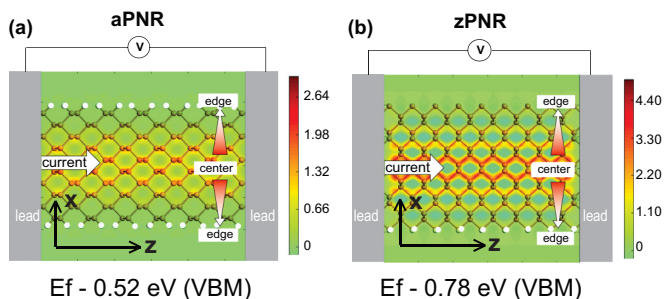 (a)
aPNR
V
edge
current
center
lead
lead
X
edge
Z
2.64
1.98
1.32
0.66
0
Ef - 0.52 eV (VBM)
(b)
zPNR
V
edge
current
center
lead
lead
X
edge
Z
4.40
3.30
2.20
1.10
0
Ef - 0.78 eV (VBM)